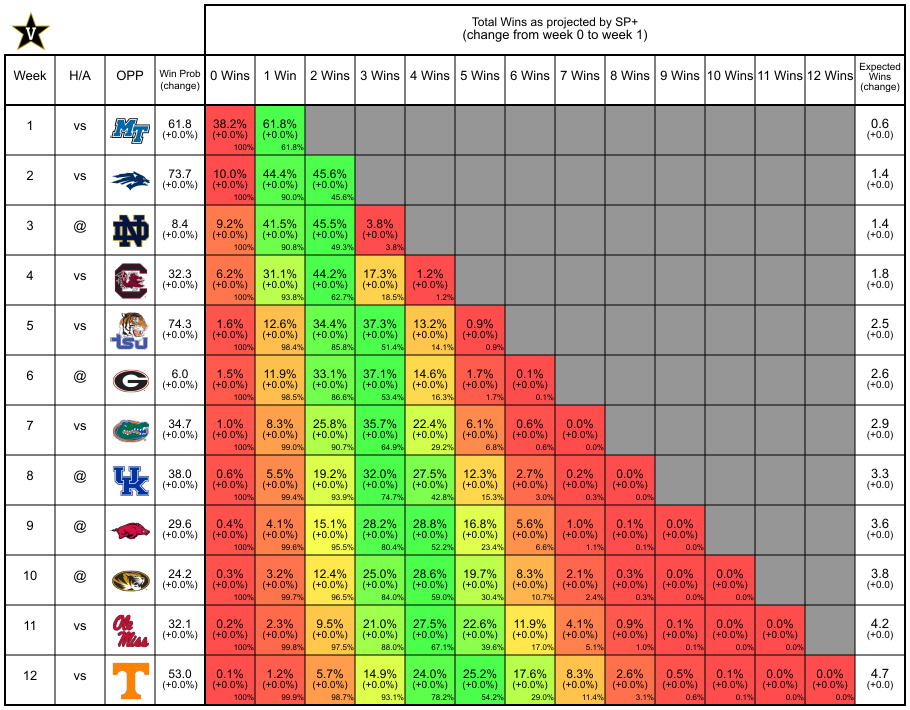 V
Total Wins as projected by SP+
(change from week 0 to week 1)
Week H/A OPP Win Prob (change) 0 Wins 1 Win 2 Wins 3 Wins 4 Wins 5 Wins 6 Wins 7 Wins 8 Wins 9 Wins 10 Wins 11 Wins 12 Wins Expected Wins (change)
1 vs MT 61.8 38.2% 61.8% 0.6
(+0.0%) (+0.0%) (+0.0%) (+0.0)
100% 61.8%
2 vs 73.7 10.0% 44.4% 45.6% 1.4
(+0.0%) (+0.0%) (+0.0%) (+0.0%) (+0.0)
100% 90.0% 45.6%
3 @ ND 8.4 9.2% 41.5% 45.5% 3.8% 1.4
(+0.0%) (+0.0%) (+0.0%) (+0.0%) (+0.0%) (+0.0)
100% 90.8% 49.3% 3.8%
4 vs C 32.3 6.2% 31.1% 44.2% 17.3% 1.2% 1.8
(+0.0%) (+0.0%) (+0.0%) (+0.0%) (+0.0%) (+0.0%) (+0.0)
100% 93.8% 62.7% 18.5% 1.2%
5 vs tsu 74.3 1.6% 12.6% 34.4% 37.3% 13.2% 0.9% 2.5
(+0.0%) (+0.0%) (+0.0%) (+0.0%) (+0.0%) (+0.0%) (+0.0%) (+0.0)
100% 98.4% 85.8% 51.4% 14.1% 0.9%
6 @ G 6.0 1.5% 11.9% 33.1% 37.1% 14.6% 1.7% 0.1% 2.6
(+0.0%) (+0.0%) (+0.0%) (+0.0%) (+0.0%) (+0.0%) (+0.0%) (+0.0%) (+0.0)
100% 98.5% 86.6% 53.4% 16.3% 1.7% 0.1%
7 vs 34.7 1.0% 8.3% 25.8% 35.7% 22.4% 6.1% 0.6% 0.0% 2.9
(+0.0%) (+0.0%) (+0.0%) (+0.0%) (+0.0%) (+0.0%) (+0.0%) (+0.0%) (+0.0%) (+0.0)
100% 99.0% 90.7% 64.9% 29.2% 6.8% 0.6% 0.0%
8 @ UK 38.0 0.6% 5.5% 19.2% 32.0% 27.5% 12.3% 2.7% 0.2% 0.0% 3.3
(+0.0%) (+0.0%) (+0.0%) (+0.0%) (+0.0%) (+0.0%) (+0.0%) (+0.0%) (+0.0%) (+0.0%) (+0.0)
100% 99.4% 93.9% 74.7% 42.8% 15.3% 3.0% 0.3% 0.0%
9 @ 29.6 0.4% 4.1% 15.1% 28.2% 28.8% 16.8% 5.6% 1.0% 0.1% 0.0% 3.6
(+0.0%) (+0.0%) (+0.0%) (+0.0%) (+0.0%) (+0.0%) (+0.0%) (+0.0%) (+0.0%) (+0.0%) (+0.0%) (+0.0)
100% 99.6% 95.5% 80.4% 52.2% 23.4% 6.6% 1.1% 0.1% 0.0%
10 @ 24.2 0.3% 3.2% 12.4% 25.0% 28.6% 19.7% 8.3% 2.1% 0.3% 0.0% 0.0% 3.8
(+0.0%) (+0.0%) (+0.0%) (+0.0%) (+0.0%) (+0.0%) (+0.0%) (+0.0%) (+0.0%) (+0.0%) (+0.0%) (+0.0%) (+0.0)
100% 99.7% 96.5% 84.0% 59.0% 30.4% 10.7% 2.4% 0.3% 0.0% 0.0%
11 vs Ole Miss 32.1 0.2% 2.3% 9.5% 21.0% 27.5% 22.6% 11.9% 4.1% 0.9% 0.1% 0.0% 0.0% 4.2
(+0.0%) (+0.0%) (+0.0%) (+0.0%) (+0.0%) (+0.0%) (+0.0%) (+0.0%) (+0.0%) (+0.0%) (+0.0%) (+0.0%) (+0.0%) (+0.0)
100% 99.8% 97.5% 88.0% 67.1% 39.6% 17.0% 5.1% 1.0% 0.1% 0.0% 0.0%
12 vs T 53.0 0.1% 1.2% 5.7% 14.9% 24.0% 25.2% 17.6% 8.3% 2.6% 0.6% 0.1% 0.0% 0.0% 4.7
(+0.0%) (+0.0%) (+0.0%) (+0.0%) (+0.0%) (+0.0%) (+0.0%) (+0.0%) (+0.0%) (+0.0%) (+0.0%) (+0.0%) (+0.0%) (+0.0%) (+0.0)
100% 99.9% 98.7% 93.1% 78.2% 54.2% 29.0% 11.4% 3.1% 0.6% 0.1% 0.0% 0.0%